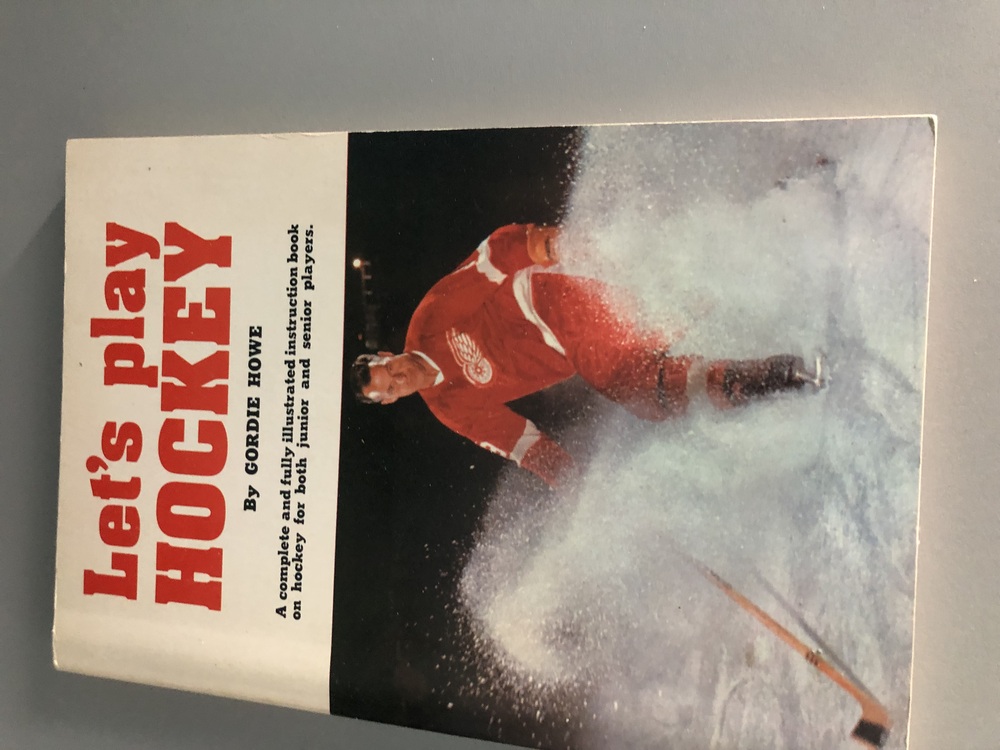 Let's play
HOCKEY
By GORDIE HOWE
A complete and fully illustrated instruction book
on hockey for both junior and senior players.